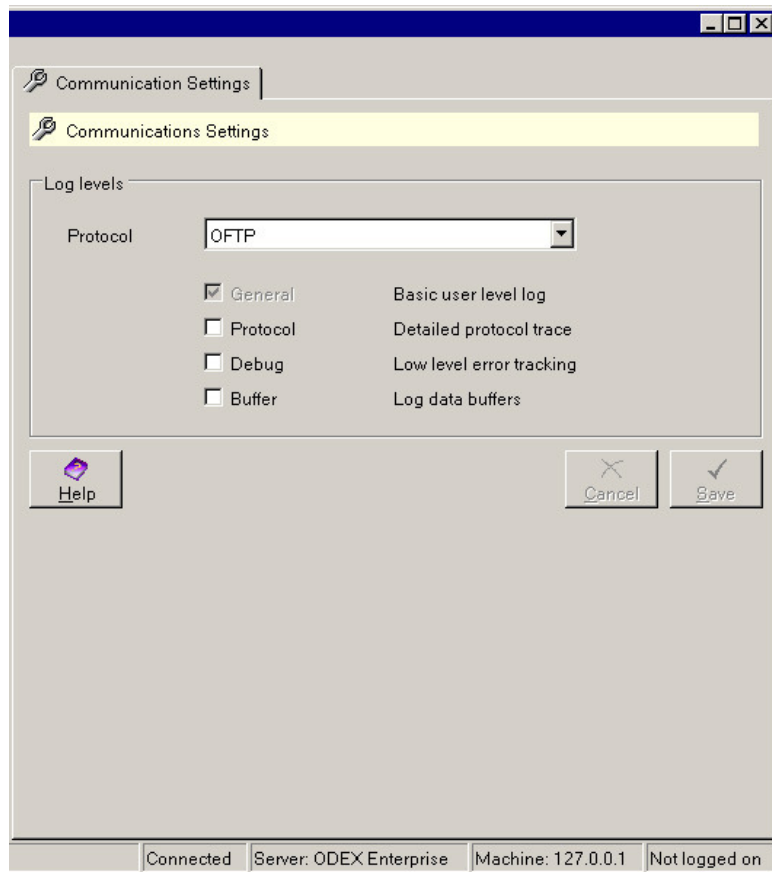 Communication Settings
Communications Settings
Log levels
Protocol OFTP
General Basic user level log
Protocol Detailed protocol trace
Debug Low level error tracking
Buffer Log data buffers
Help Cancel Save
Connected Server: ODEX Enterprise Machine: 127.0.0.1 Not logged on